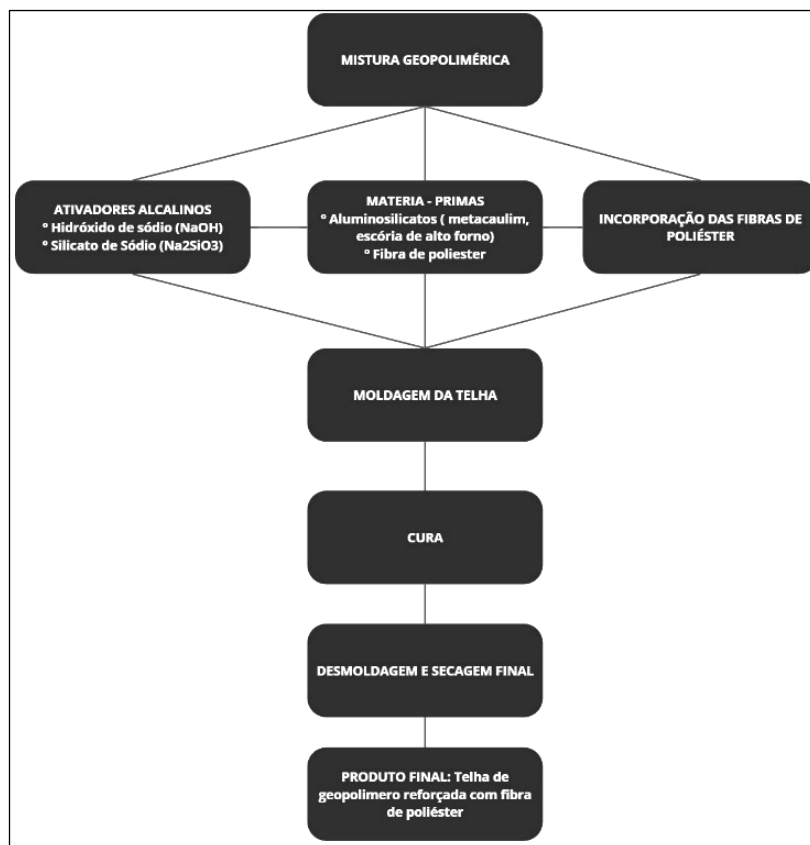 MISTURA GEOPOLIMÉRICA
ATIVADORES ALCALINOS
° Hidróxido de sódio (NaOH)
° Silicato de Sódio (Na2SiO3)
MATERIA - PRIMAS
° Aluminosilicatos ( metacaulim,
escória de alto forno)
° Fibra de poliester
INCORPORAÇÃO DAS FIBRAS DE
POLIÉSTER
MOLDAGEM DA TELHA
CURA
DESMOLDAGEM E SECAGEM FINAL
PRODUTO FINAL: Telha de
geopolimero reforçada com fibra
de poliéster